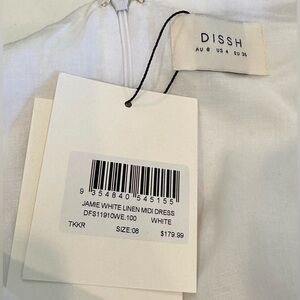 DISSH
AU 8 US 4 EU 36
9 354840 545155
JAMIE WHITE LINEN MIDI DRESS
DFS11910WE.100 WHITE
TKKR SIZE:08 $179.99